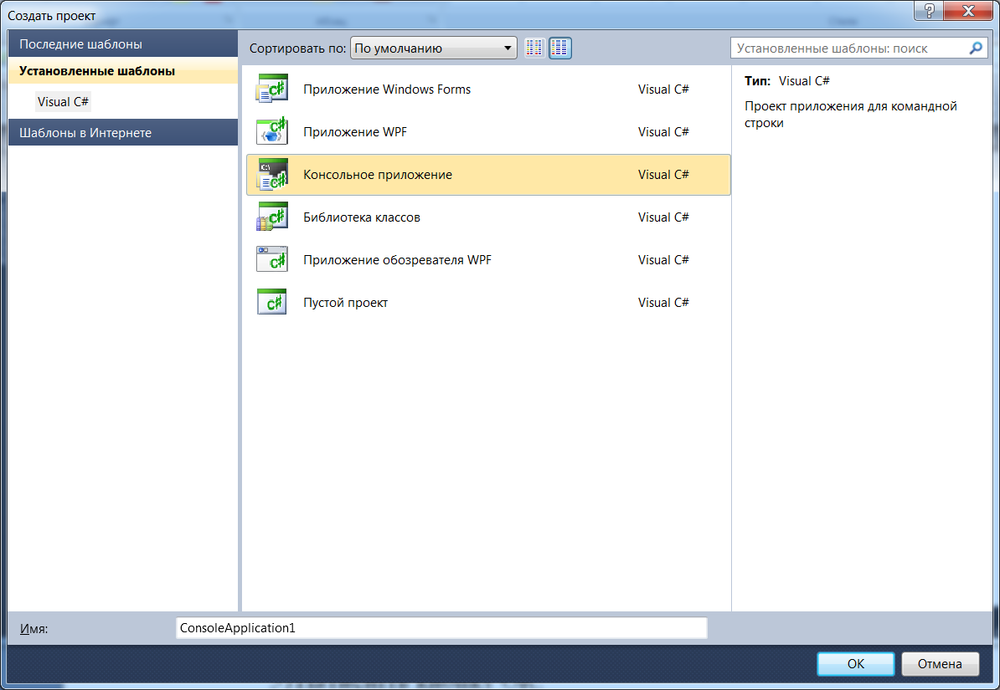 Создать проект
Последние шаблоны
Установленные шаблоны
Visual C#
Шаблоны в Интернете
Сортировать по: По умолчанию
Установленные шаблоны: поиск
Приложение Windows Forms Visual C#
Приложение WPF Visual C#
Консольное приложение Visual C#
Библиотека классов Visual C#
Приложение обозревателя WPF Visual C#
Пустой проект Visual C#
Тип: Visual C#
Проект приложения для командной
строки
Имя: ConsoleApplication1
OK Отмена